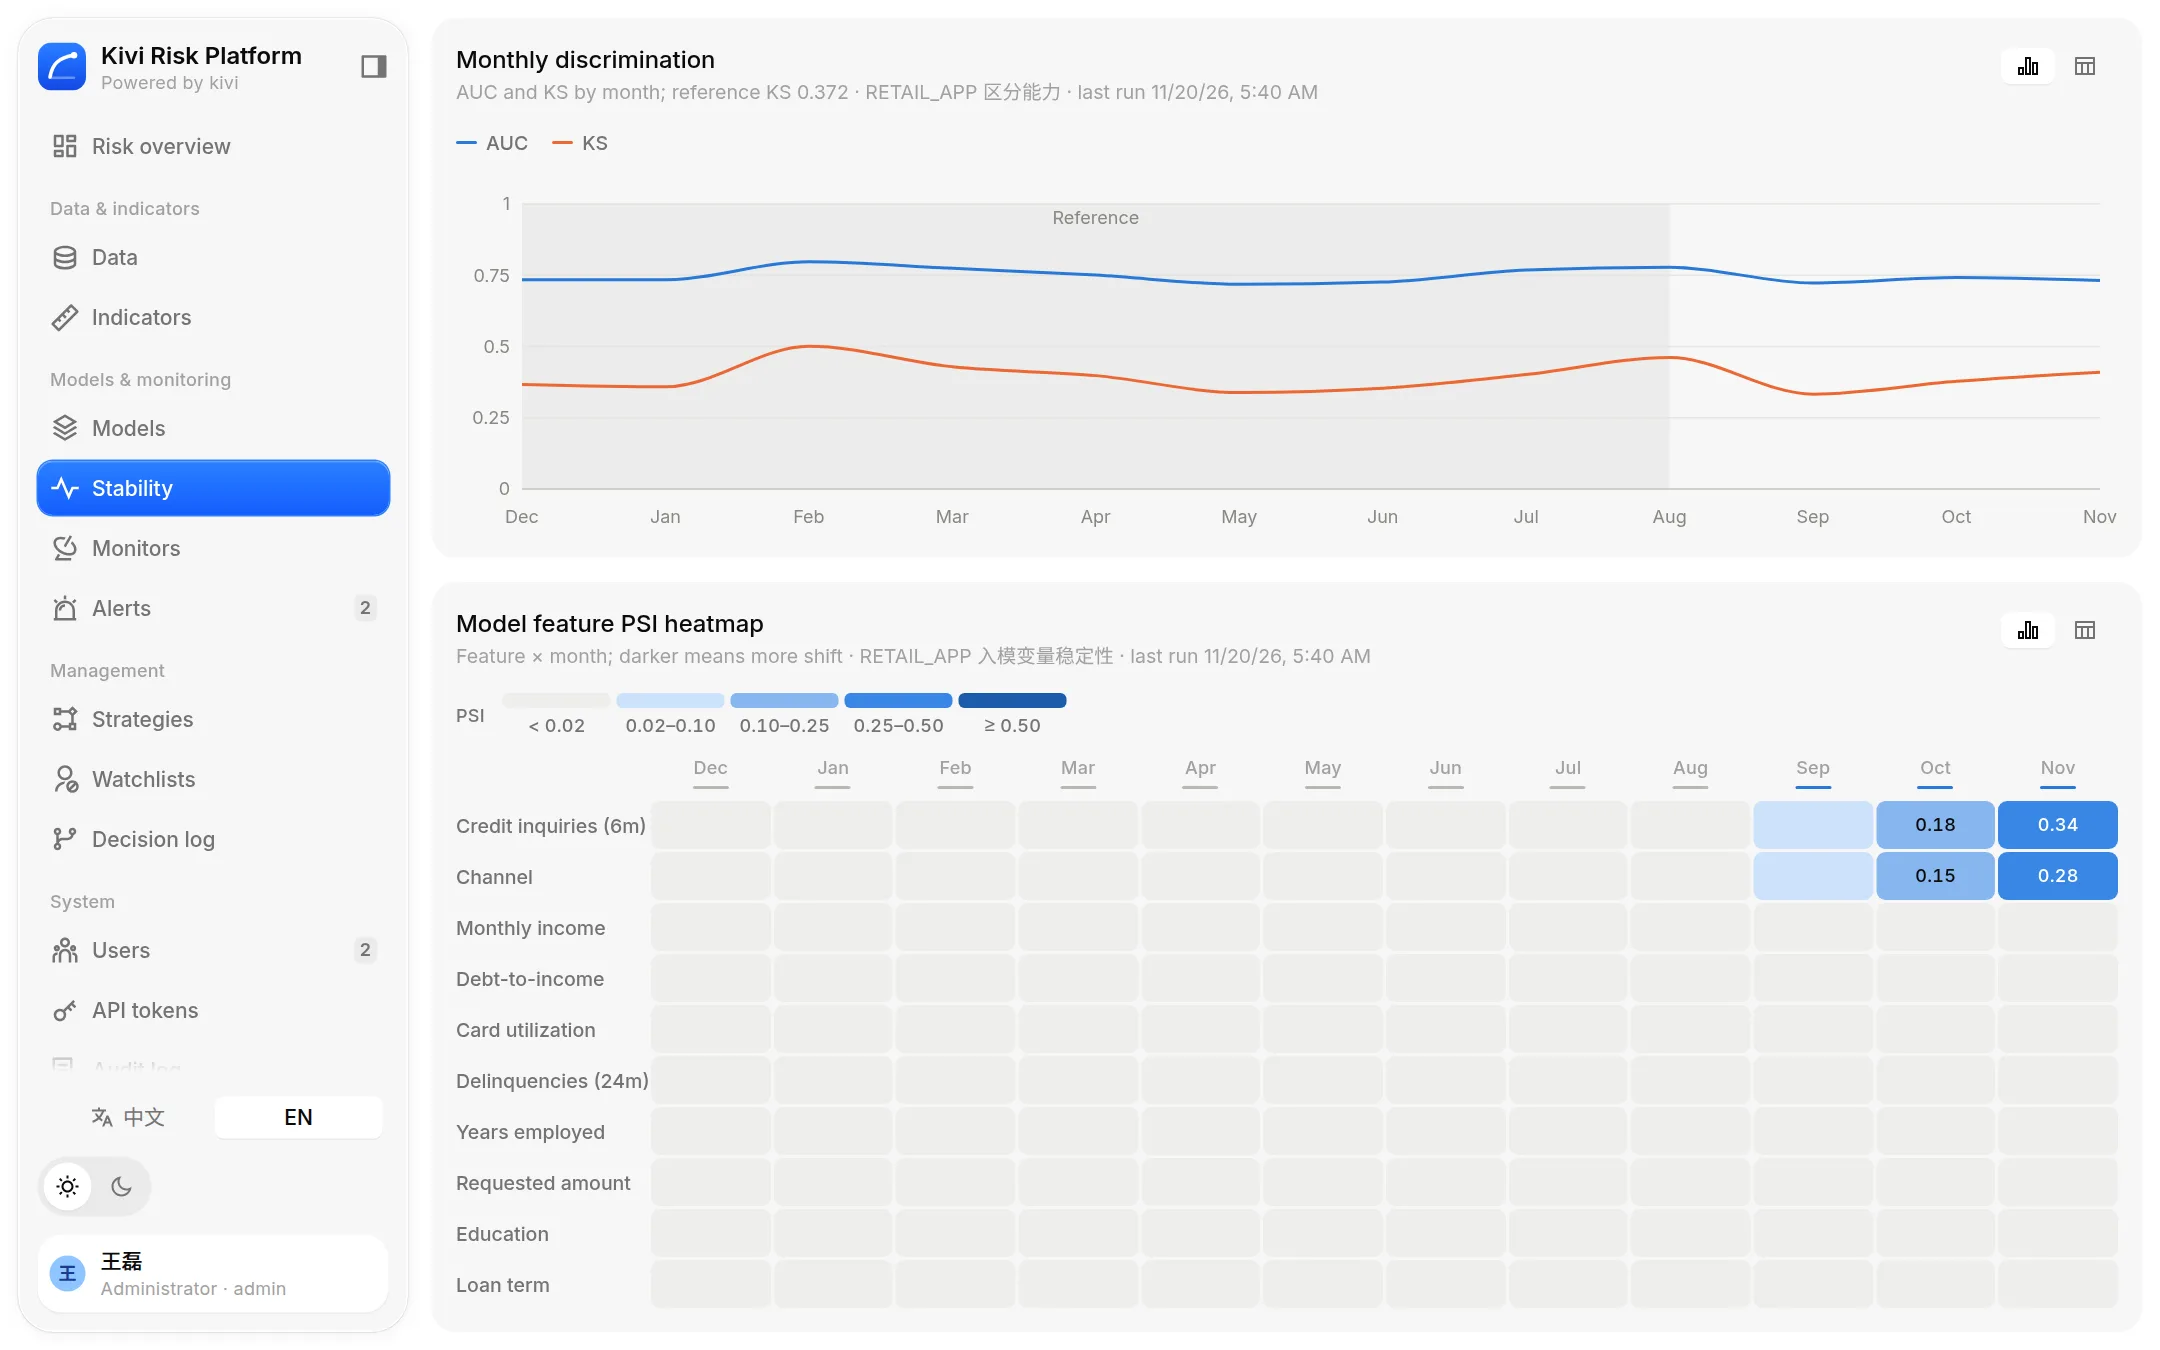 Kivi Risk Platform
Powered by kivi
Risk overview
Data & indicators
Data
Indicators
Models & monitoring
Models
Stability
Monitors
Alerts 2
Management
Strategies
Watchlists
Decision log
System
Users 2
API tokens
Audit log
中文 EN
王 王磊
Administrator · admin
Monthly discrimination
AUC and KS by month; reference KS 0.372 · RETAIL_APP 区分能力 · last run 11/20/26, 5:40 AM
AUC KS
Reference
1
0.75
0.5
0.25
0
Dec Jan Feb Mar Apr May Jun Jul Aug Sep Oct Nov
Model feature PSI heatmap
Feature × month; darker means more shift · RETAIL_APP 入模变量稳定性 · last run 11/20/26, 5:40 AM
PSI < 0.02 0.02–0.10 0.10–0.25 0.25–0.50 ≥ 0.50
Dec Jan Feb Mar Apr May Jun Jul Aug Sep Oct Nov
Credit inquiries (6m) 0.18 0.34
Channel 0.15 0.28
Monthly income
Debt-to-income
Card utilization
Delinquencies (24m)
Years employed
Requested amount
Education
Loan term